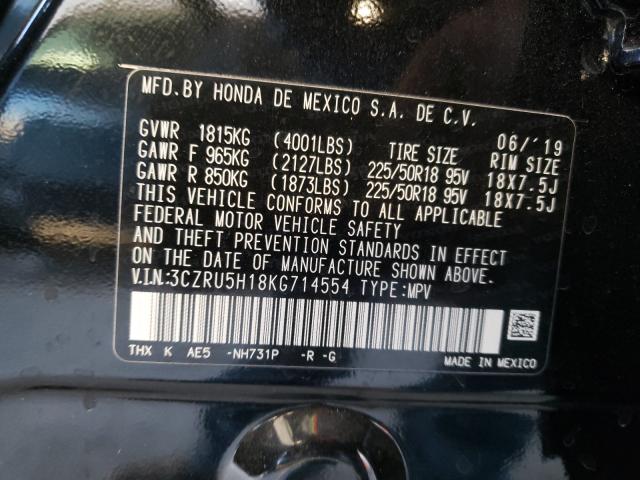 MFD.BY HONDA DE MEXICO S.A. DE C.V.
06/'19
GVWR 1815KG (4001LBS) TIRE SIZE RIM SIZE
GAWR F 965KG (2127LBS) 225/50R18 95V 18X7.5J
GAWR R 850KG (1873LBS) 225/50R18 95V 18X7.5J
THIS VEHICLE CONFORMS TO ALL APPLICABLE
FEDERAL MOTOR VEHICLE SAFETY
AND THEFT PREVENTION STANDARDS IN EFFECT
ON THE DATE OF MANUFACTURE SHOWN ABOVE.
V.I.N.:3CZRU5H18KG714554 TYPE:MPV
THX K AE5 -NH731P -R -G MADE IN MEXICO